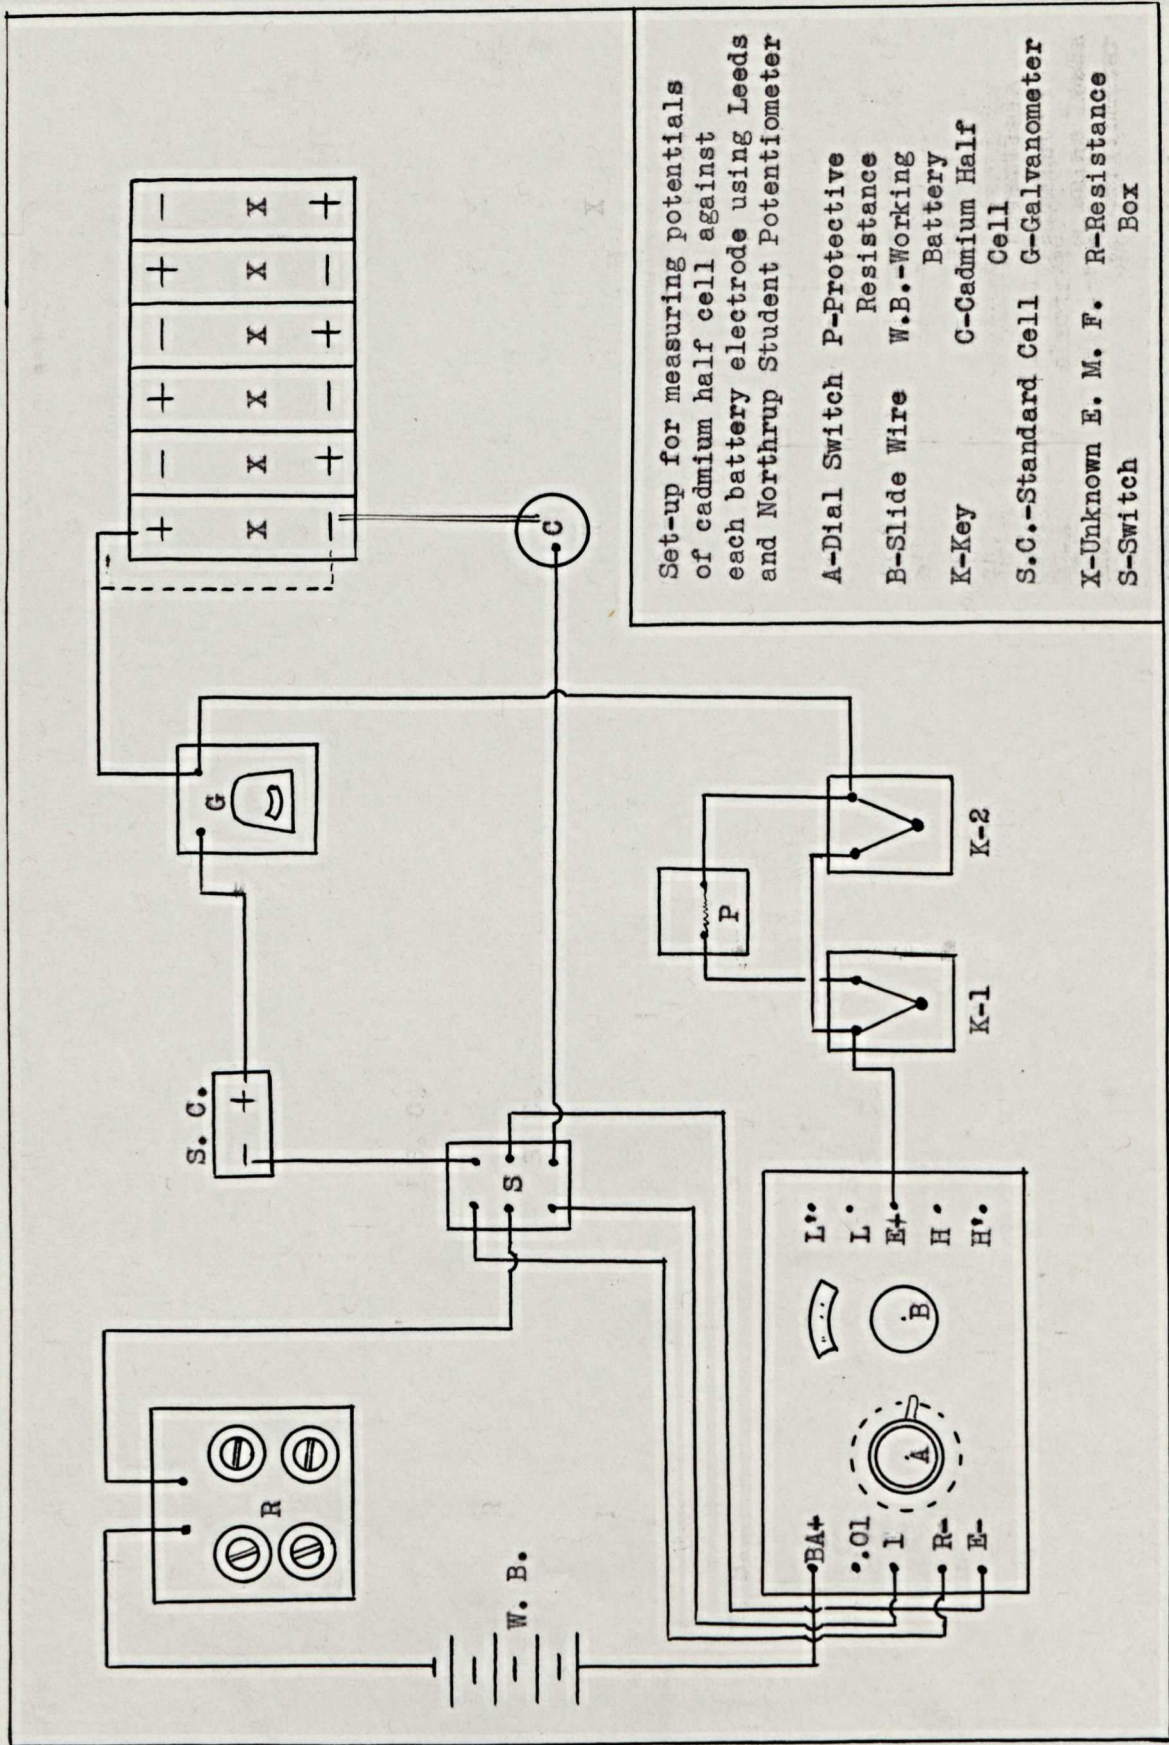 + - + - + -
X X X X X X
- + - + - +
G
S. C.
- +
C
S
R
P
W. B.
K-1
K-2
BA+
.01
1
R-
E-
A
B
L'
L
E+
H
H'
Set-up for measuring potentials
of cadmium half cell against
each battery electrode using Leeds
and Northrup Student Potentiometer
A-Dial Switch P-Protective
Resistance
B-Slide Wire W.B.-Working
Battery
K-Key C-Cadmium Half
Cell
S.C.-Standard Cell G-Galvanometer
X-Unknown E. M. F. R-Resistance
Box
S-Switch